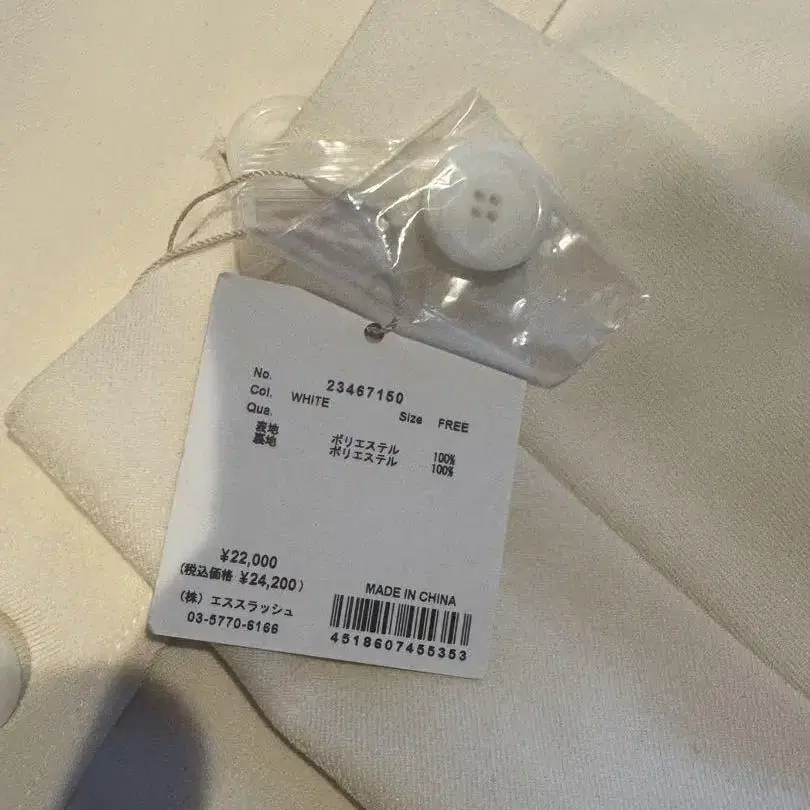 No. 23467150
Col. WHITE
Qua. Size FREE
表地 ポリエステル 100%
裏地 ポリエステル 100%
¥22,000
(税込価格 ¥24,200)
(株) エススラッシュ
03-5770-6166
MADE IN CHINA
4518607455353